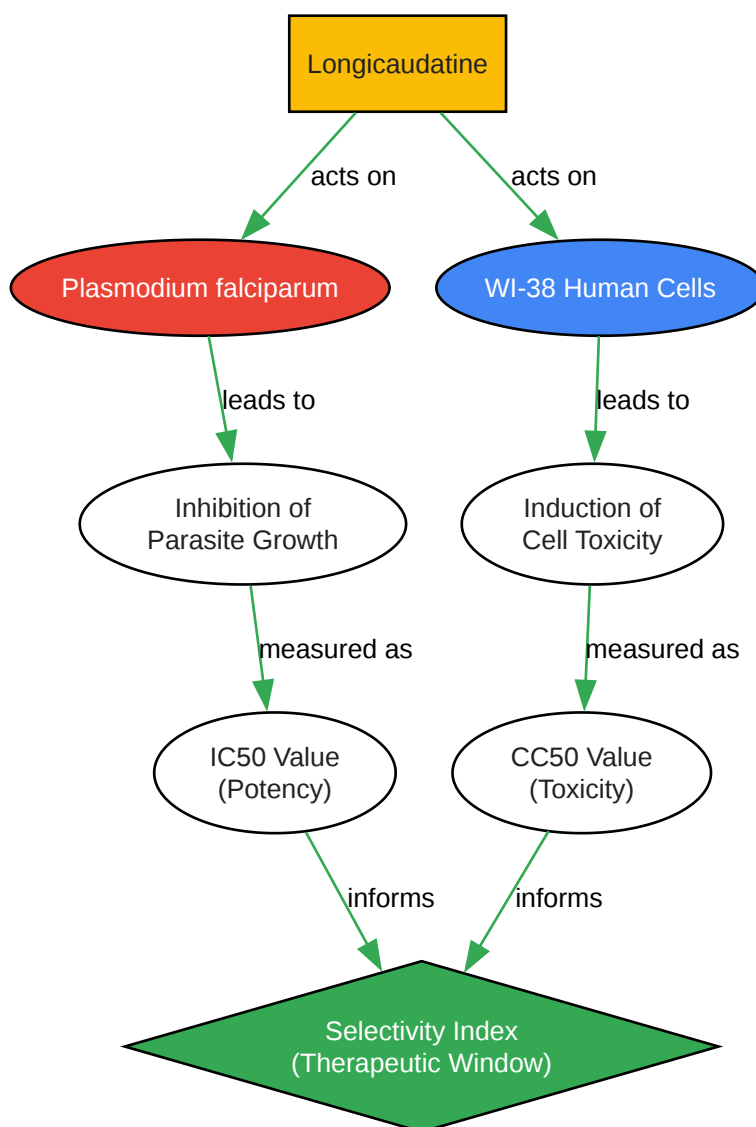 Longicaudatine
acts on
acts on
Plasmodium falciparum
WI-38 Human Cells
leads to
leads to
Inhibition of
Parasite Growth
Induction of
Cell Toxicity
measured as
measured as
IC50 Value
(Potency)
CC50 Value
(Toxicity)
informs
informs
Selectivity Index
(Therapeutic Window)